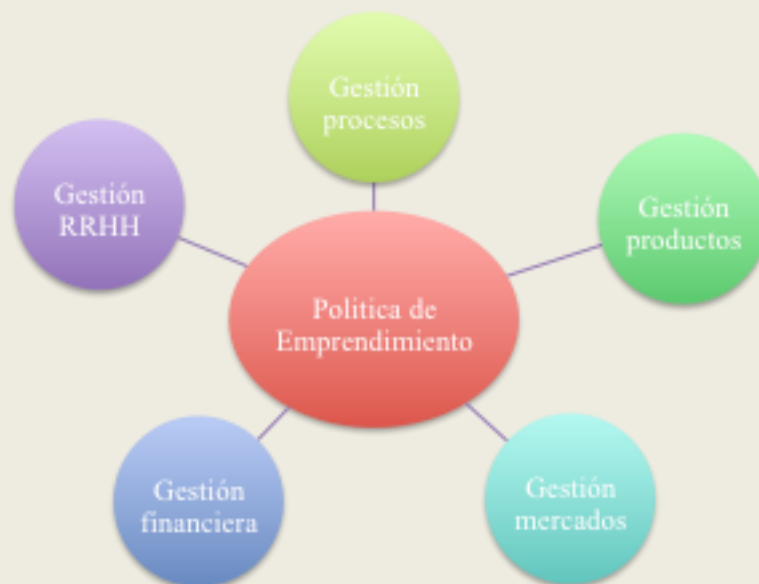 Gestión
procesos
Gestión
RRHH
Gestión
productos
Politica de
Emprendimiento
Gestión
financiera
Gestión
mercados